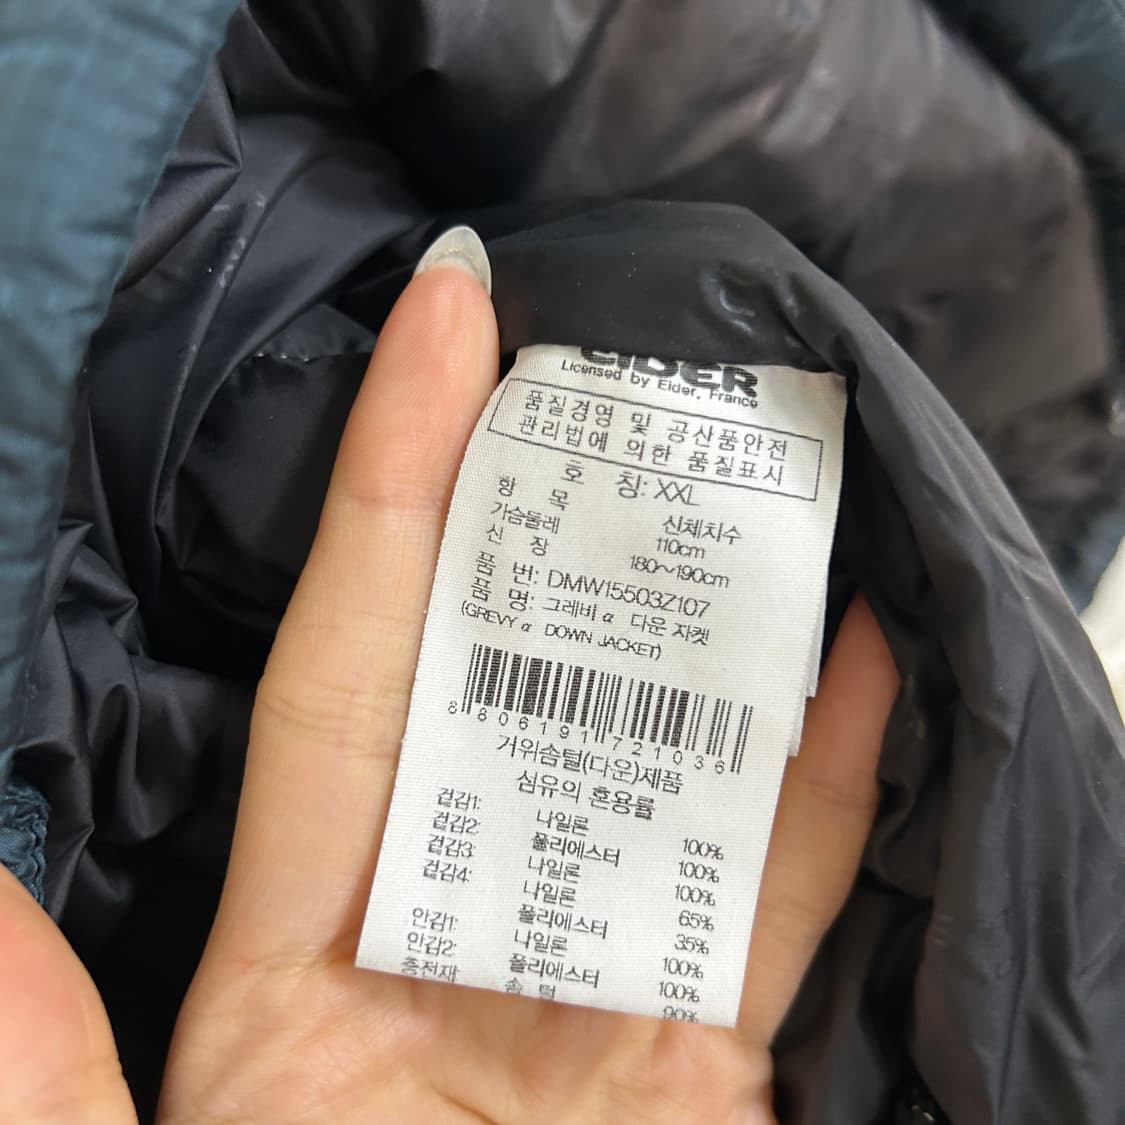 EIDER
Licensed by Eider, France
품질경영 및 공산품안전
관리법에 의한 품질표시
호 칭: XXL
항 목 신체치수
가슴둘레 110cm
신 장 180~190cm
품 번: DMW15503Z107
품 명: 그레비 α 다운 자켓
(GREVY α DOWN JACKET)
8 806191 721036
거위솜털(다운)제품
섬유의 혼용률
겉감1: 나일론 100%
겉감2: 폴리에스터 100%
겉감3: 나일론 100%
겉감4: 나일론 65%
폴리에스터 35%
안감1: 나일론 100%
안감2: 폴리에스터 100%
충전재: 솜 털 90%